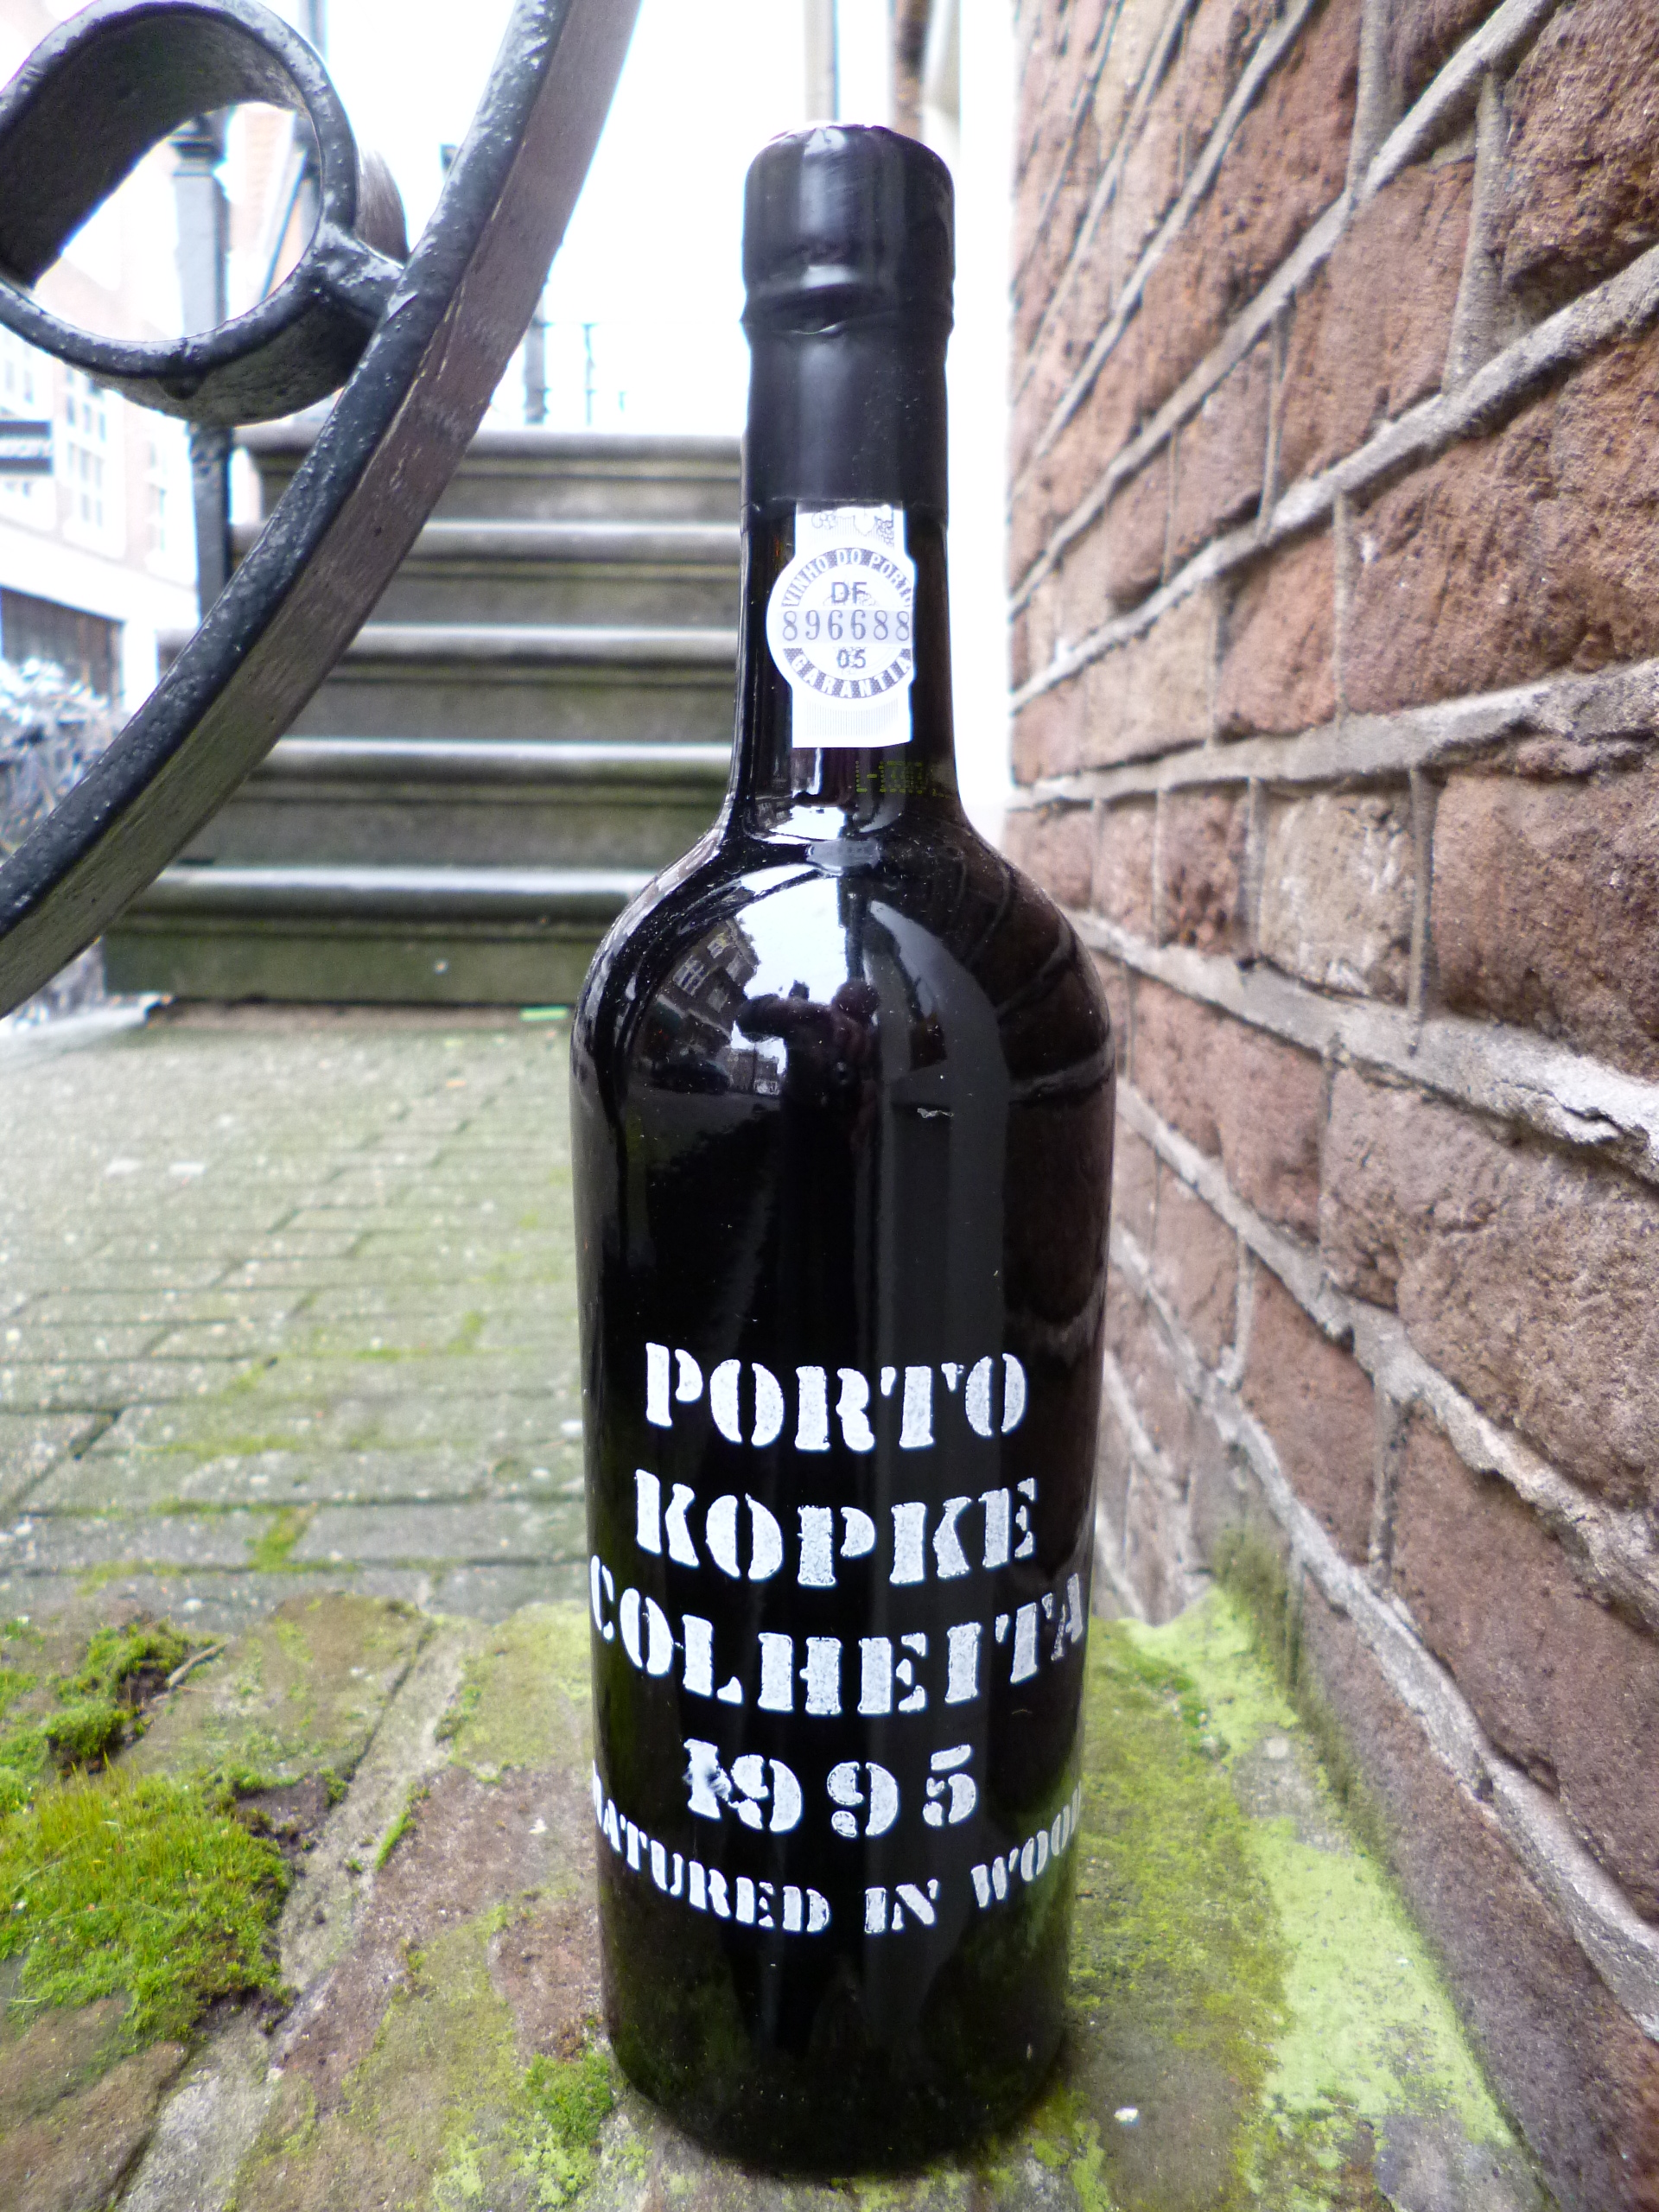 VINHO DO PORTO
DF
896688
05
GARANTIA
PORTO
KOPKE
COLHEITA
1995
MATURED IN WOOD